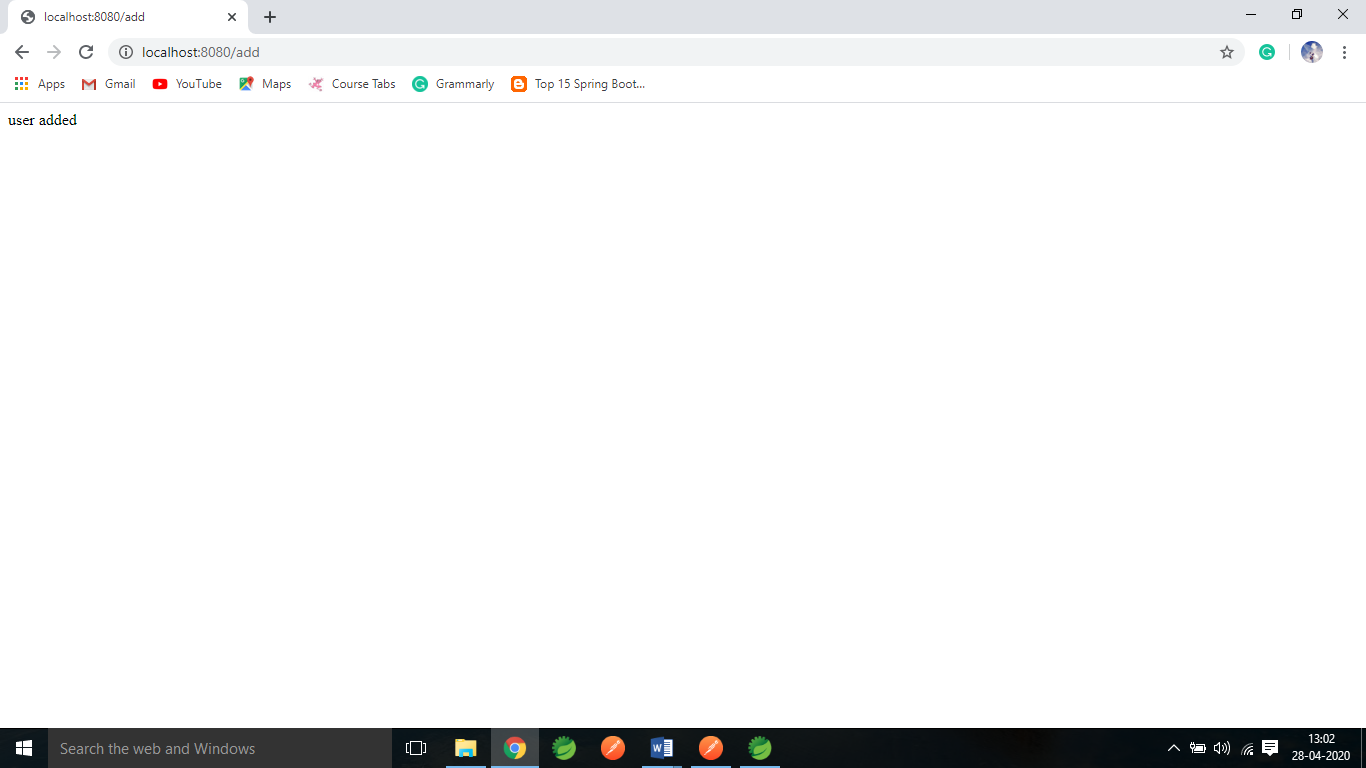 localhost:8080/add
localhost:8080/add
Apps Gmail YouTube Maps Course Tabs Grammarly Top 15 Spring Boot...
user added
Search the web and Windows
13:02
28-04-2020